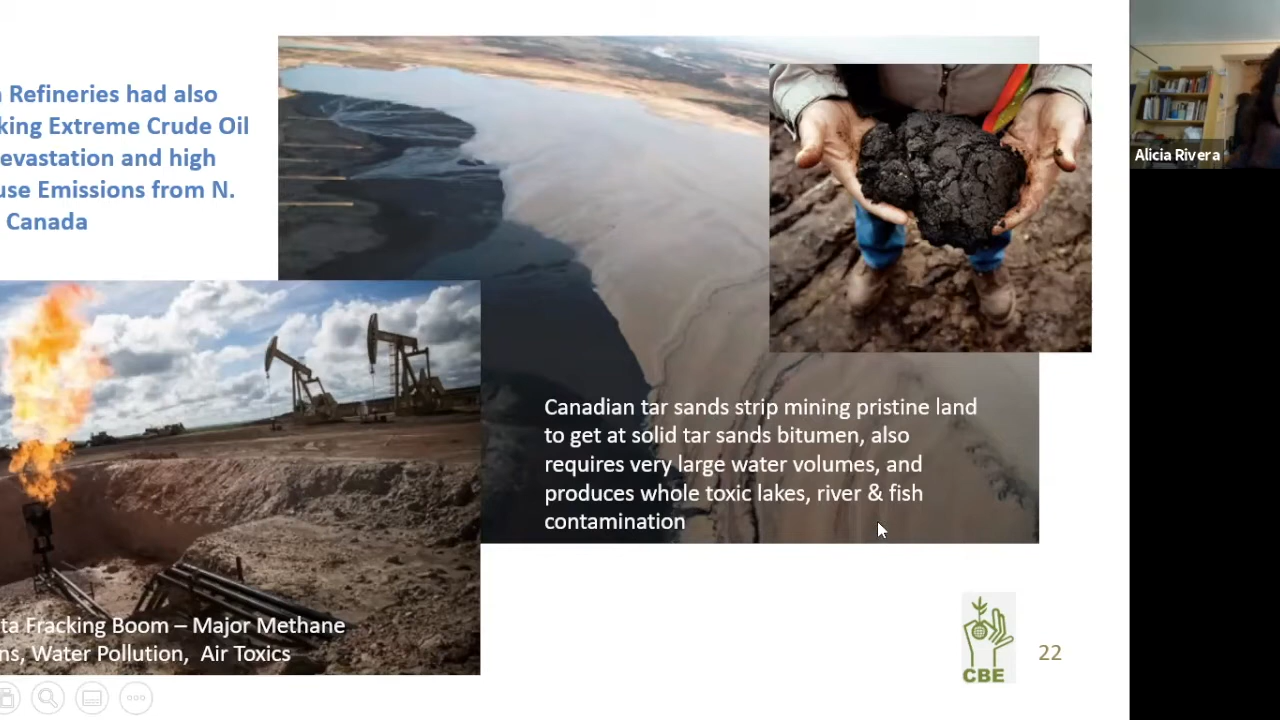 Refineries had also
king Extreme Crude Oil
evastation and high
use Emissions from N.
Canada
Alicia Rivera
Canadian tar sands strip mining pristine land
to get at solid tar sands bitumen, also
requires very large water volumes, and
produces whole toxic lakes, river & fish
contamination
ta Fracking Boom – Major Methane
ns, Water Pollution, Air Toxics
CBE
22